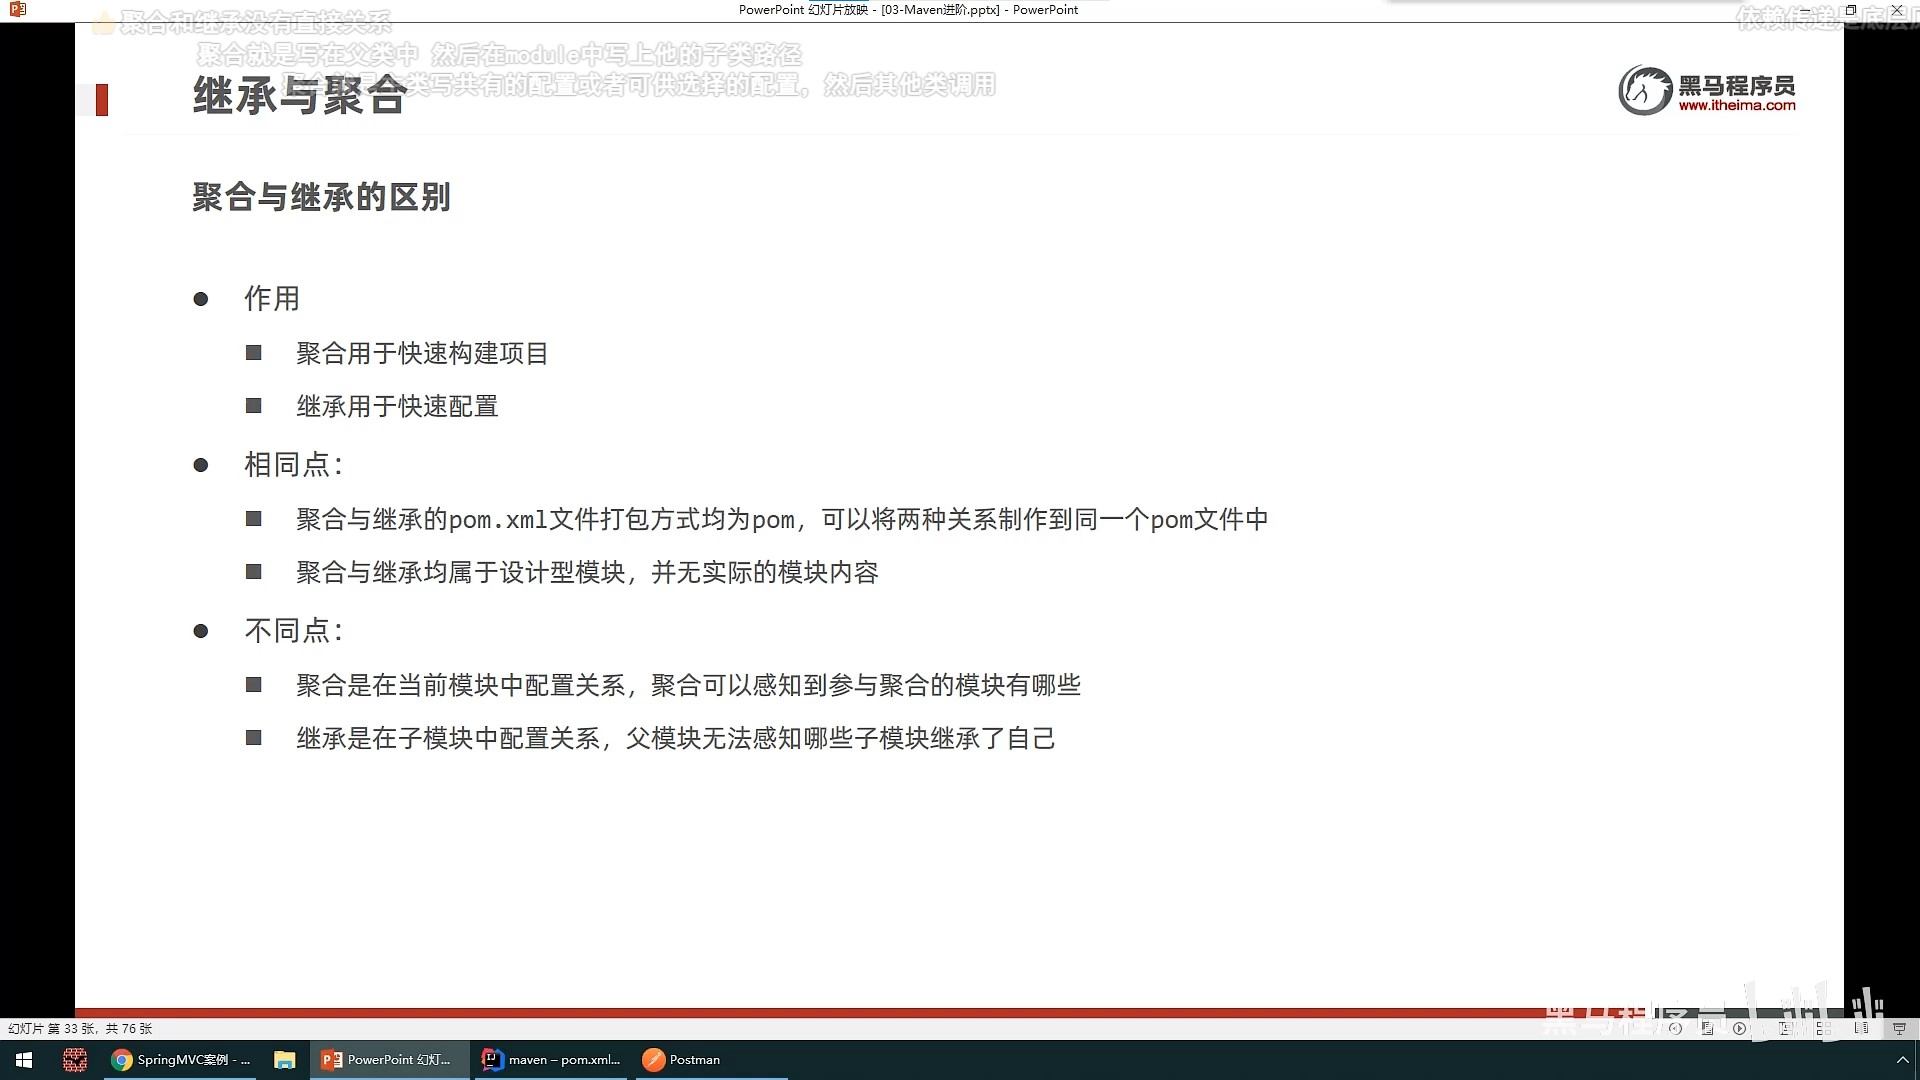 PowerPoint 幻灯片放映 - [03-Maven进阶.pptx] - PowerPoint
聚合和继承没有直接关系
依赖传递是底层
聚合就是写在父类中 然后在module中写上他的子类路径
类写共有的配置或者可供选择的配置，然后其他类调用
继承与聚合
黑马程序员
www.itheima.com
聚合与继承的区别
● 作用
■ 聚合用于快速构建项目
■ 继承用于快速配置
● 相同点：
■ 聚合与继承的pom.xml文件打包方式均为pom，可以将两种关系制作到同一个pom文件中
■ 聚合与继承均属于设计型模块，并无实际的模块内容
● 不同点：
■ 聚合是在当前模块中配置关系，聚合可以感知到参与聚合的模块有哪些
■ 继承是在子模块中配置关系，父模块无法感知哪些子模块继承了自己
黑马程序员
幻灯片 第 33 张，共 76 张
SpringMVC案例 - ...
PowerPoint 幻灯...
maven – pom.xml...
Postman